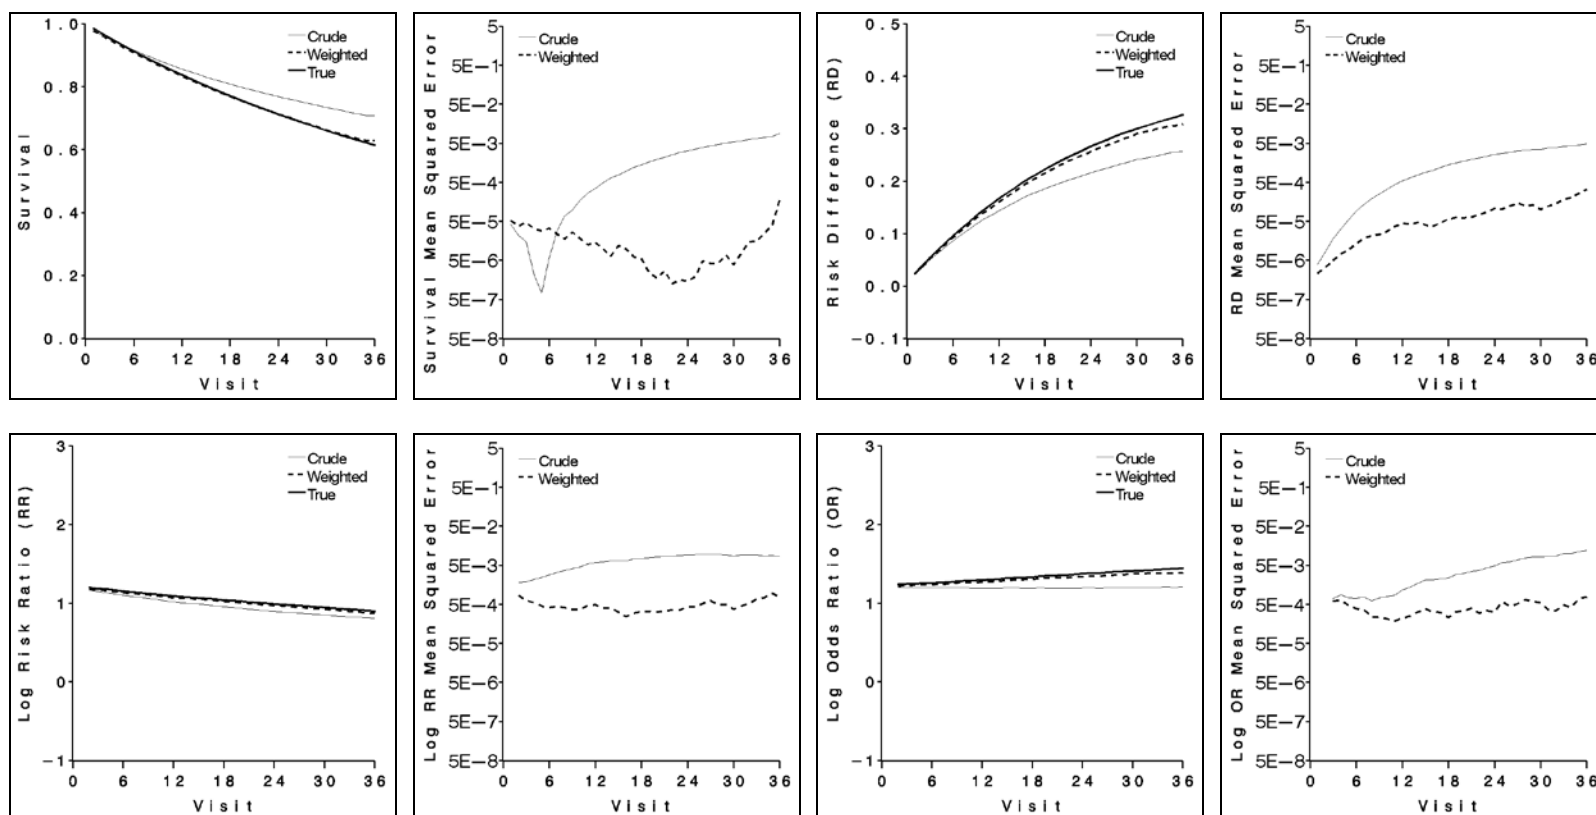 Survival
1.0
0.8
0.6
0.4
0.2
0.0
Crude
Weighted
True
0 6 12 18 24 30 36
Visit
Survival Mean Squared Error
5
5E-1
5E-2
5E-3
5E-4
5E-5
5E-6
5E-7
5E-8
Crude
Weighted
0 6 12 18 24 30 36
Visit
Risk Difference (RD)
0.5
0.4
0.3
0.2
0.1
0.0
-0.1
Crude
Weighted
True
0 6 12 18 24 30 36
Visit
RD Mean Squared Error
5
5E-1
5E-2
5E-3
5E-4
5E-5
5E-6
5E-7
5E-8
Crude
Weighted
0 6 12 18 24 30 36
Visit
Log Risk Ratio (RR)
3
2
1
0
-1
Crude
Weighted
True
0 6 12 18 24 30 36
Visit
Log RR Mean Squared Error
5
5E-1
5E-2
5E-3
5E-4
5E-5
5E-6
5E-7
5E-8
Crude
Weighted
0 6 12 18 24 30 36
Visit
Log Odds Ratio (OR)
3
2
1
0
-1
Crude
Weighted
True
0 6 12 18 24 30 36
Visit
Log OR Mean Squared Error
5
5E-1
5E-2
5E-3
5E-4
5E-5
5E-6
5E-7
5E-8
Crude
Weighted
0 6 12 18 24 30 36
Visit